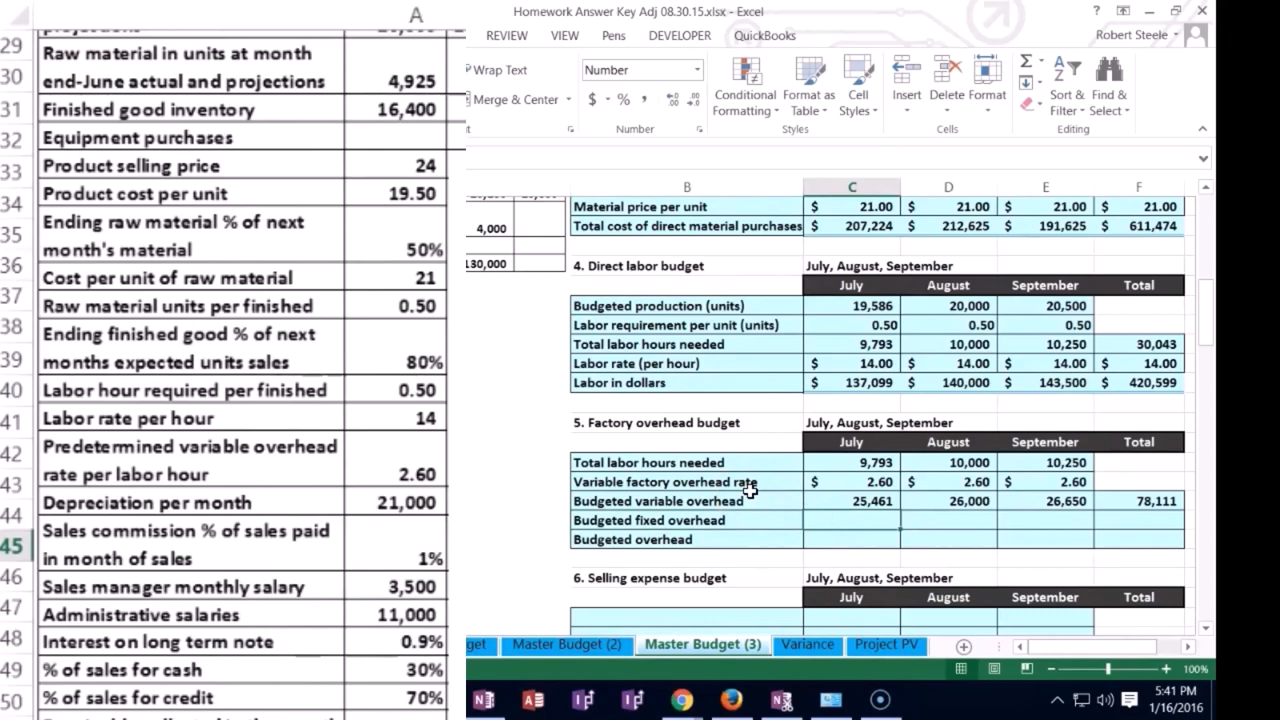 Homework Answer Key Adj 08.30.15.xlsx - Excel
REVIEW VIEW Pens DEVELOPER QuickBooks Robert Steele
Wrap Text
Merge & Center
Number
$ % ,
Conditional Formatting
Format as Table
Cell Styles
Insert Delete Format
Sort & Filter
Find & Select
Number Styles Cells Editing
A
29
30 Raw material in units at month
end-June actual and projections 4,925
31 Finished good inventory 16,400
32 Equipment purchases
33 Product selling price 24
34 Product cost per unit 19.50
35 Ending raw material % of next
month's material 50%
36 Cost per unit of raw material 21
37 Raw material units per finished 0.50
38 Ending finished good % of next
39 months expected units sales 80%
40 Labor hour required per finished 0.50
41 Labor rate per hour 14
42 Predetermined variable overhead
43 rate per labor hour 2.60
Depreciation per month 21,000
44 Sales commission % of sales paid
45 in month of sales 1%
46 Sales manager monthly salary 3,500
47 Administrative salaries 11,000
48 Interest on long term note 0.9%
49 % of sales for cash 30%
50 % of sales for credit 70%
B C D E F
4,000
130,000
Material price per unit $ 21.00 $ 21.00 $ 21.00 $ 21.00
Total cost of direct material purchases $ 207,224 $ 212,625 $ 191,625 $ 611,474
4. Direct labor budget July, August, September
July August September Total
Budgeted production (units) 19,586 20,000 20,500
Labor requirement per unit (units) 0.50 0.50 0.50
Total labor hours needed 9,793 10,000 10,250 30,043
Labor rate (per hour) $ 14.00 $ 14.00 $ 14.00 $ 14.00
Labor in dollars $ 137,099 $ 140,000 $ 143,500 $ 420,599
5. Factory overhead budget July, August, September
July August September Total
Total labor hours needed 9,793 10,000 10,250
Variable factory overhead rate $ 2.60 $ 2.60 $ 2.60
Budgeted variable overhead 25,461 26,000 26,650 78,111
Budgeted fixed overhead
Budgeted overhead
6. Selling expense budget July, August, September
July August September Total
get Master Budget (2) Master Budget (3) Variance Project PV
100%
5:41 PM
1/16/2016